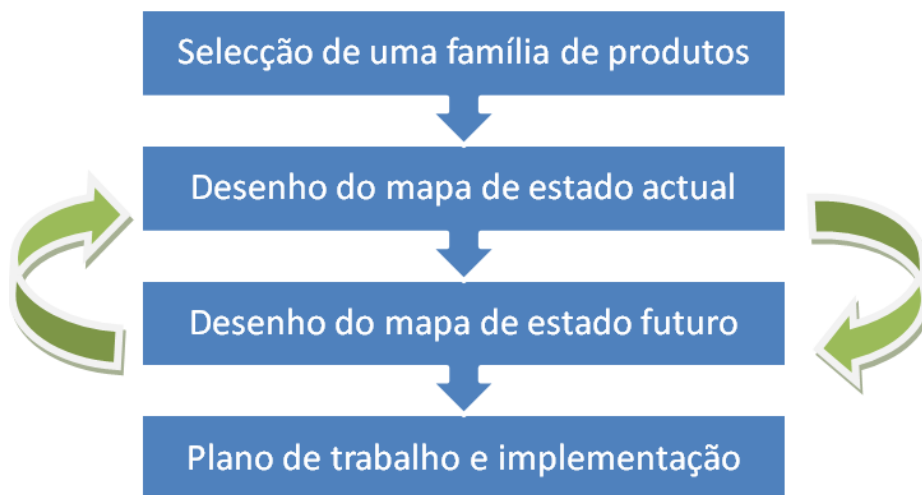 Selecção de uma família de produtos
Desenho do mapa de estado actual
Desenho do mapa de estado futuro
Plano de trabalho e implementação